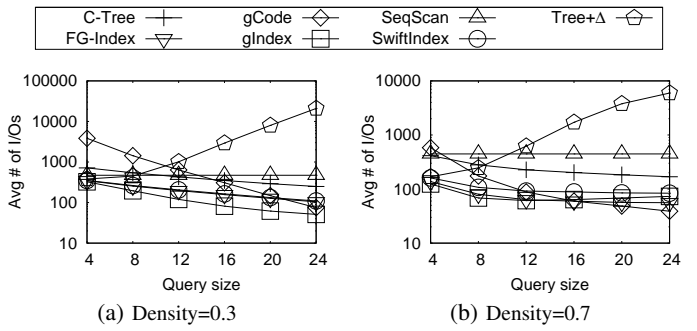 C-Tree gCode SeqScan Tree+Δ
FG-Index gIndex SwiftIndex
Avg # of I/Os
100000
10000
1000
100
10
4 8 12 16 20 24
Query size
(a) Density=0.3
Avg # of I/Os
10000
1000
100
10
4 8 12 16 20 24
Query size
(b) Density=0.7